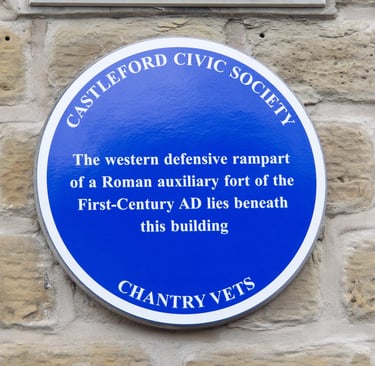 CASTLEFORD CIVIC SOCIETY
The western defensive rampart
of a Roman auxiliary fort of the
First-Century AD lies beneath
this building
CHANTRY VETS